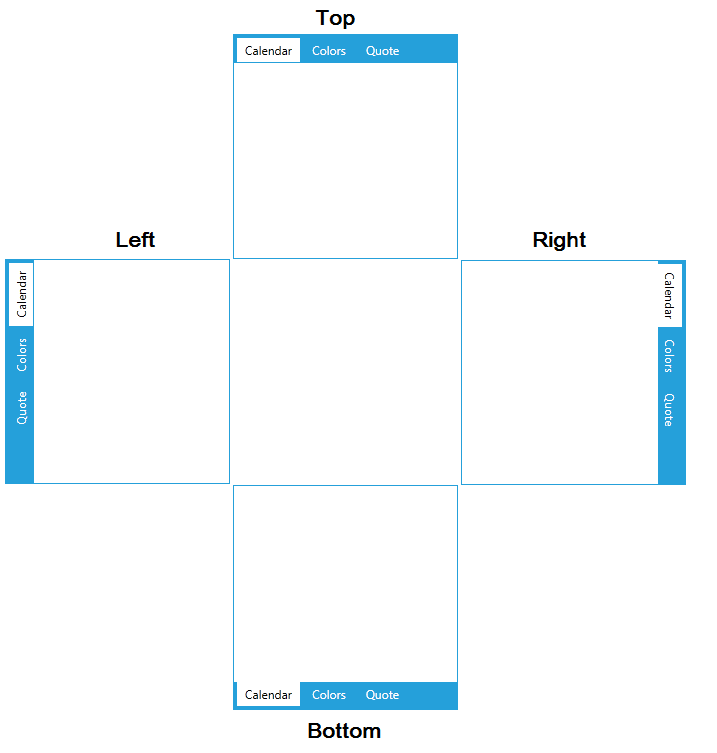 Top
Calendar Colors Quote
Left
Calendar
Colors
Quote
Right
Calendar
Colors
Quote
Calendar Colors Quote
Bottom